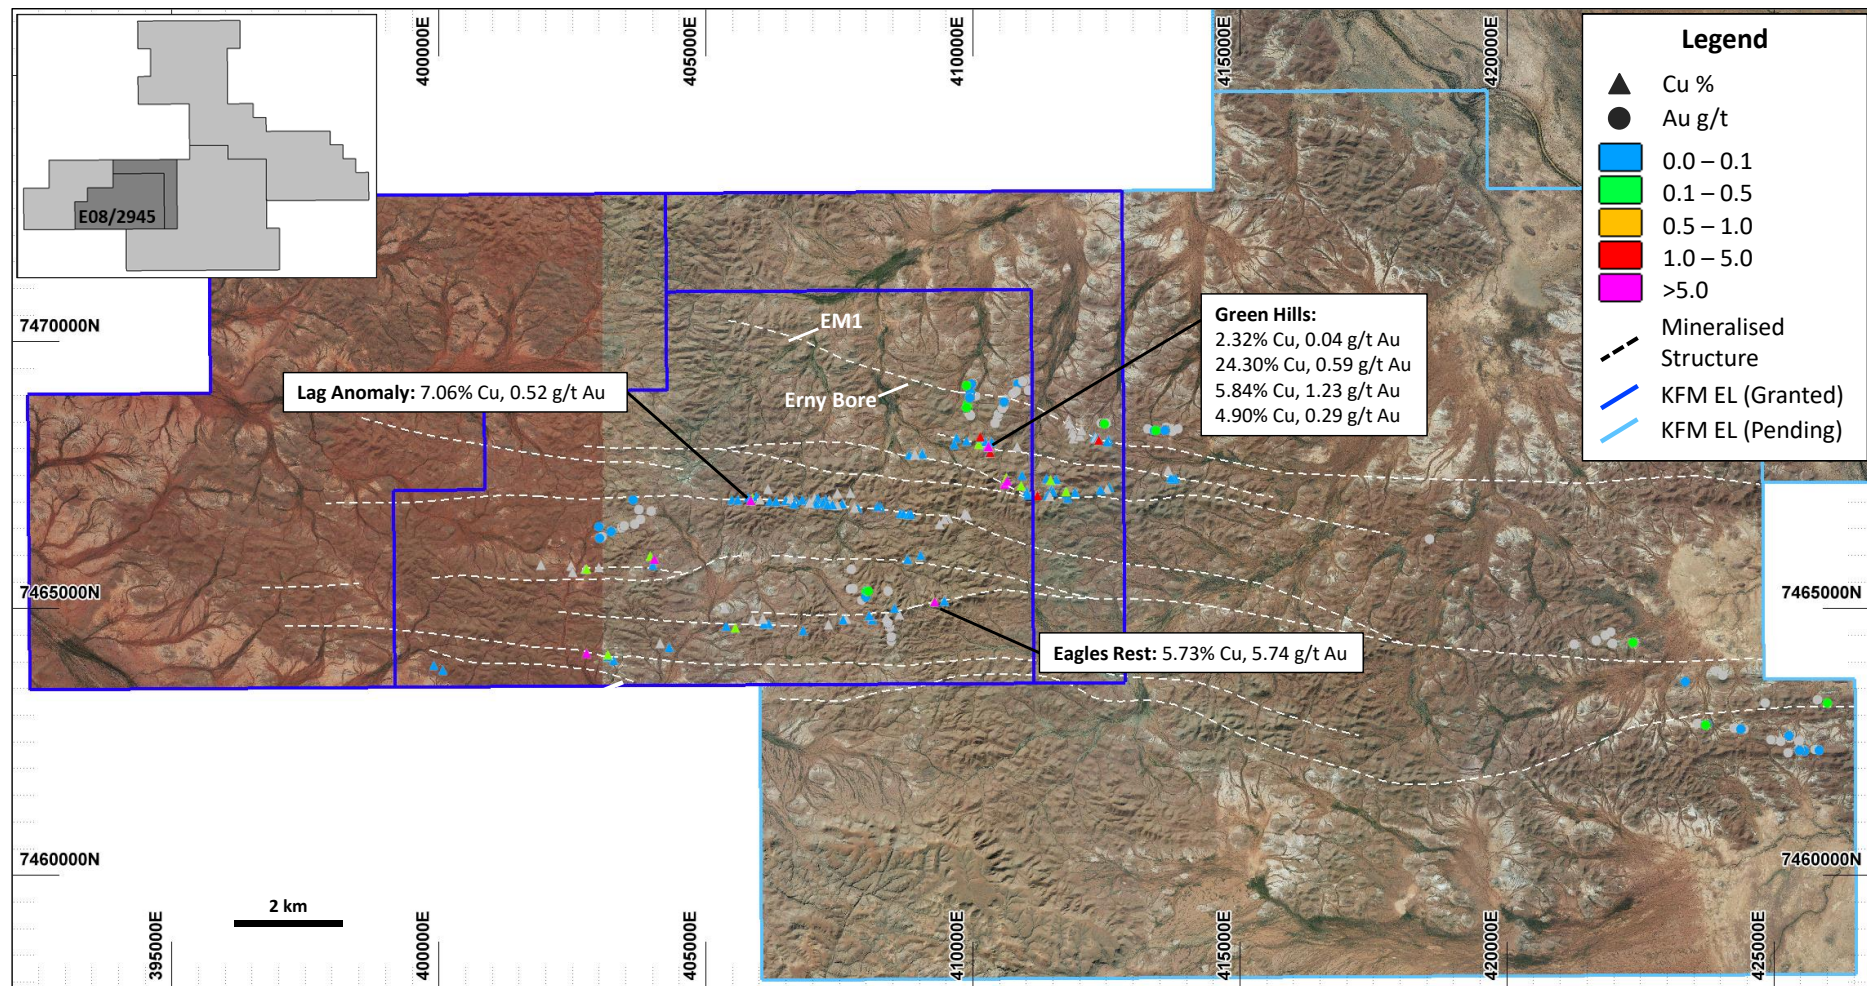 400000E
405000E
410000E
415000E
420000E
E08/2945
Legend
Cu %
Au g/t
0.0 – 0.1
0.1 – 0.5
0.5 – 1.0
1.0 – 5.0
>5.0
Mineralised
Structure
KFM EL (Granted)
KFM EL (Pending)
7470000N
EM1
Erny Bore
Green Hills:
2.32% Cu, 0.04 g/t Au
24.30% Cu, 0.59 g/t Au
5.84% Cu, 1.23 g/t Au
4.90% Cu, 0.29 g/t Au
Lag Anomaly: 7.06% Cu, 0.52 g/t Au
7465000N
7465000N
Eagles Rest: 5.73% Cu, 5.74 g/t Au
7460000N
7460000N
2 km
395000E
400000E
405000E
410000E
415000E
420000E
425000E